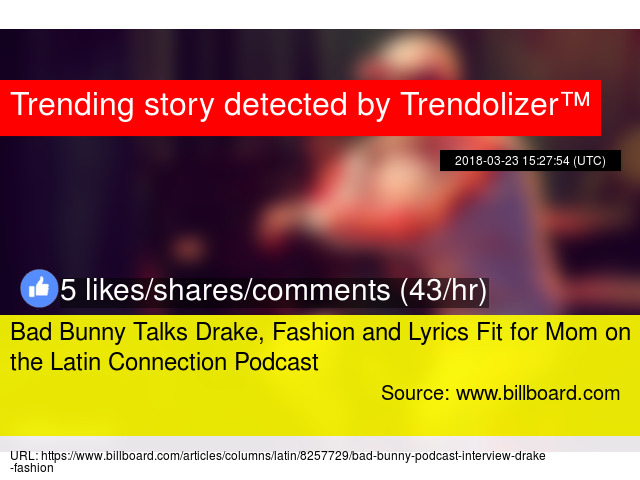 Trending story detected by Trendolizer™
2018-03-23 15:27:54 (UTC)
5 likes/shares/comments (43/hr)
Bad Bunny Talks Drake, Fashion and Lyrics Fit for Mom on
the Latin Connection Podcast
Source: www.billboard.com
URL: https://www.billboard.com/articles/columns/latin/8257729/bad-bunny-podcast-interview-drake
-fashion